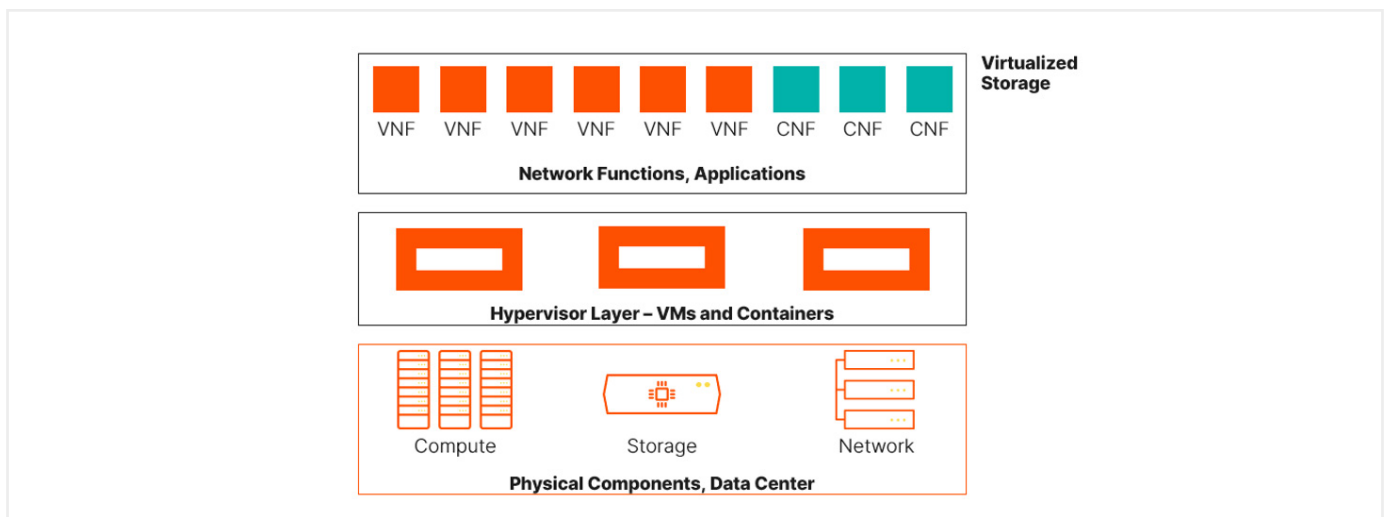 Virtualized
Storage
VNF VNF VNF VNF VNF VNF CNF CNF CNF
Network Functions, Applications
Hypervisor Layer – VMs and Containers
Compute Storage Network
Physical Components, Data Center